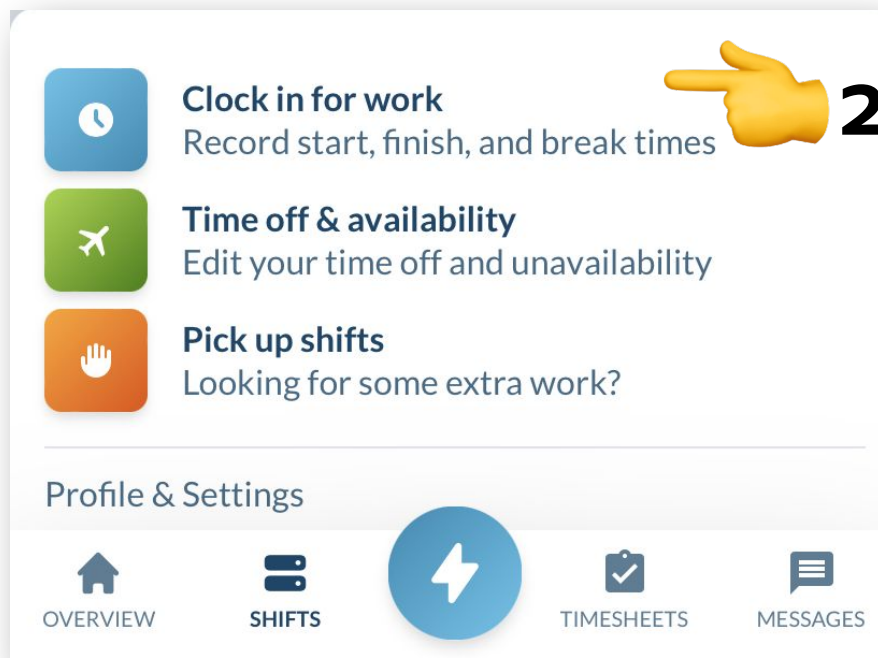 Clock in for work
Record start, finish, and break times
2
Time off & availability
Edit your time off and unavailability
Pick up shifts
Looking for some extra work?
Profile & Settings
OVERVIEW SHIFTS TIMESHEETS MESSAGES